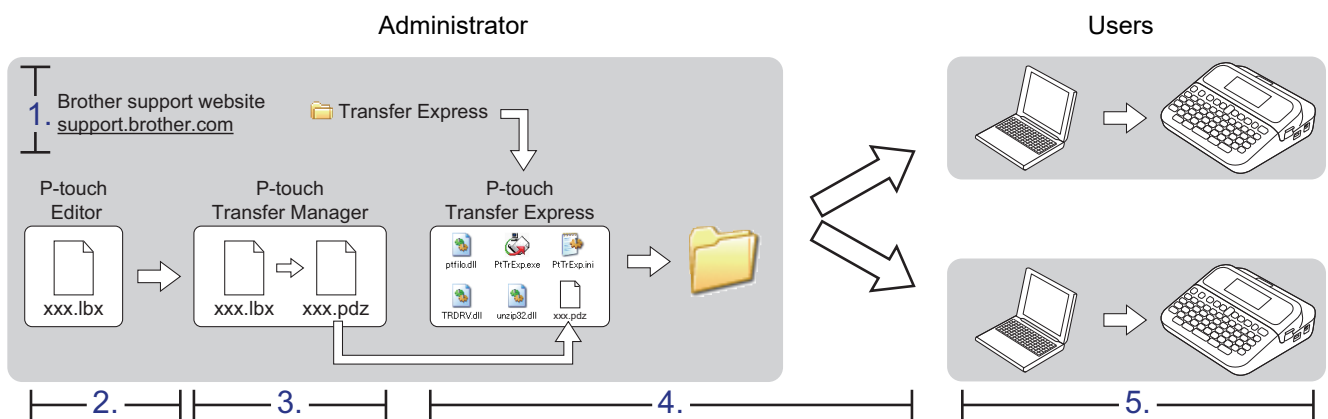 Administrator
Users
1.
Brother support website
support.brother.com
Transfer Express
P-touch
Editor
xxx.lbx
P-touch
Transfer Manager
xxx.lbx
xxx.pdz
P-touch
Transfer Express
ptfilo.dll
PtTrExp.exe
PtTrExp.ini
TRDRV.dll
unzip32.dll
xxx.pdz
2.
3.
4.
5.